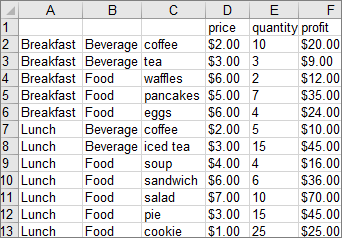 A B C D E F
1 price quantity profit
2 Breakfast Beverage coffee $2.00 10 $20.00
3 Breakfast Beverage tea $3.00 3 $9.00
4 Breakfast Food waffles $6.00 2 $12.00
5 Breakfast Food pancakes $5.00 7 $35.00
6 Breakfast Food eggs $6.00 4 $24.00
7 Lunch Beverage coffee $2.00 5 $10.00
8 Lunch Beverage iced tea $3.00 15 $45.00
9 Lunch Food soup $4.00 4 $16.00
10 Lunch Food sandwich $6.00 6 $36.00
11 Lunch Food salad $7.00 10 $70.00
12 Lunch Food pie $3.00 15 $45.00
13 Lunch Food cookie $1.00 25 $25.00